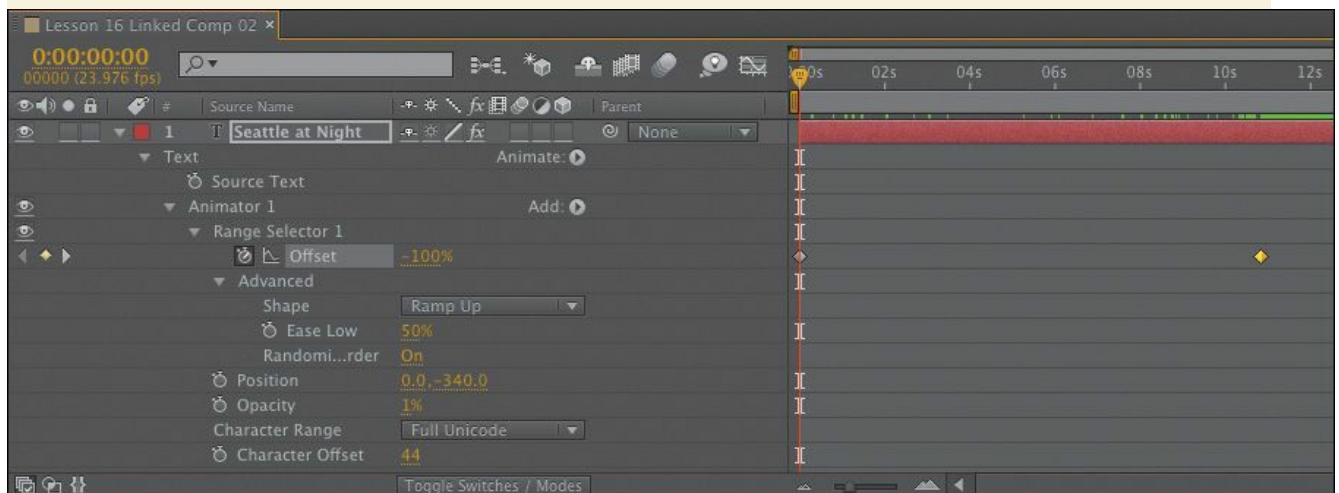 Lesson 16 Linked Comp 02 ×
0:00:00:00
00000 (23.976 fps)
02s 04s 06s 08s 10s 12s
# Source Name fx Parent
1 T Seattle at Night fx None
Text Animate:
Source Text
Animator 1 Add:
Range Selector 1
Offset -100%
Advanced
Shape Ramp Up
Ease Low 50%
Randomi...rder On
Position 0.0,-340.0
Opacity 1%
Character Range Full Unicode
Character Offset 44
Toggle Switches / Modes